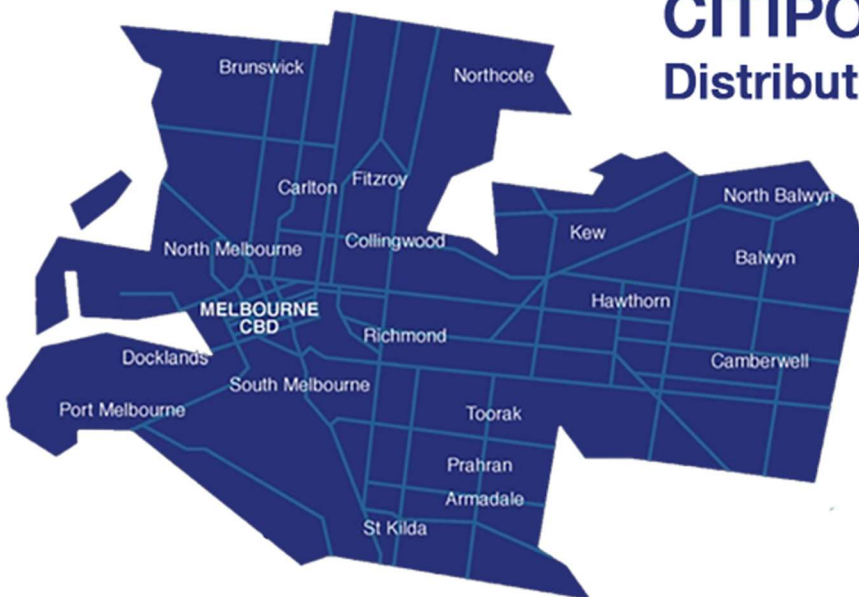 CITIPO
Distribut
Brunswick
Northcote
Carlton
Fitzroy
North Balwyn
North Melbourne
Collingwood
Kew
Balwyn
MELBOURNE
CBD
Hawthorn
Richmond
Docklands
Camberwell
South Melbourne
Port Melbourne
Toorak
Prahran
Armadale
St Kilda